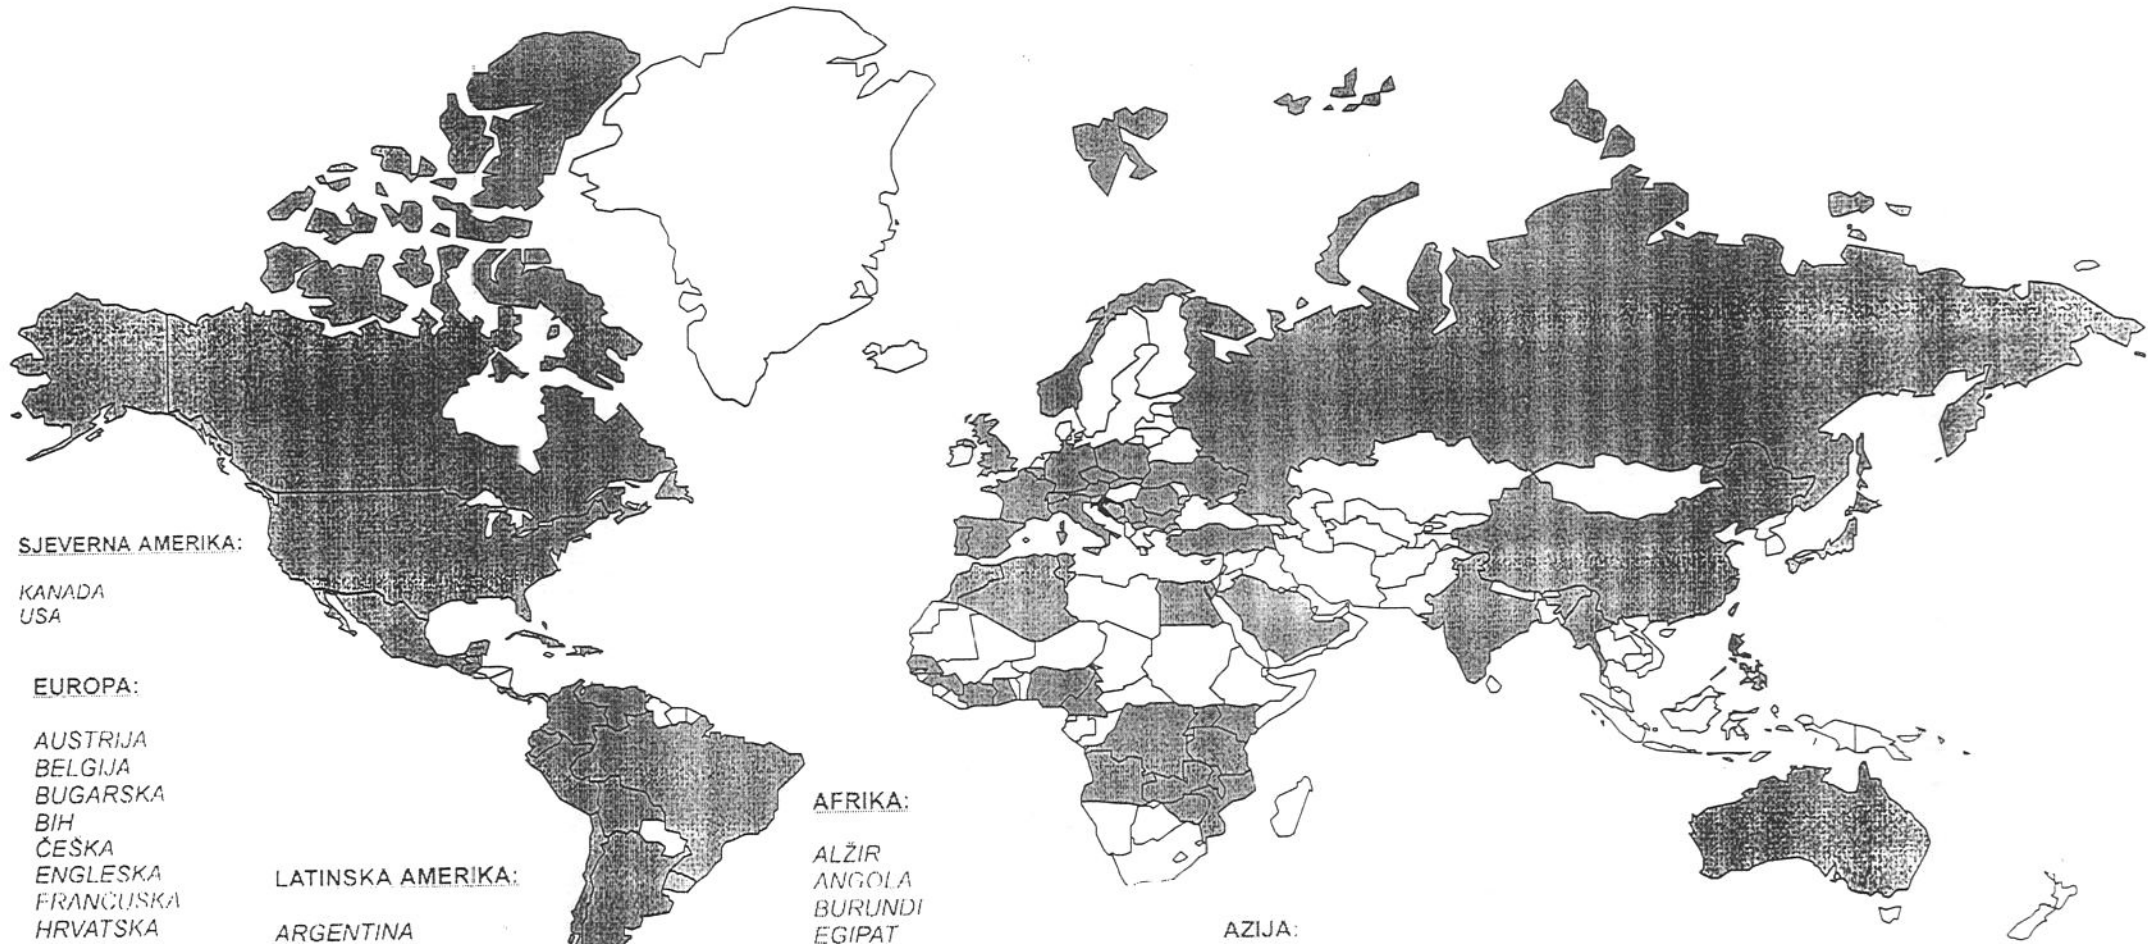 SJEVERNA AMERIKA:
KANADA
USA
EUROPA:
AUSTRIJA
BELGIJA
BUGARSKA
BIH
ČEŠKA
ENGLESKA
FRANCUSKA
HRVATSKA
LATINSKA AMERIKA:
ARGENTINA
AFRIKA:
ALŽIR
ANGOLA
BURUNDI
EGIPAT
AZIJA: